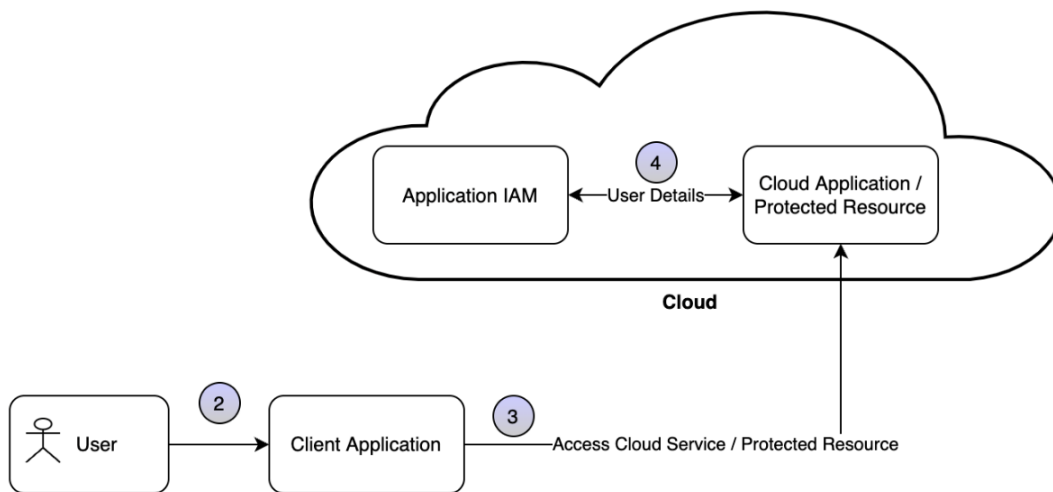 4
Application IAM
User Details
Cloud Application /
Protected Resource
Cloud
2
3
User
Client Application
Access Cloud Service / Protected Resource